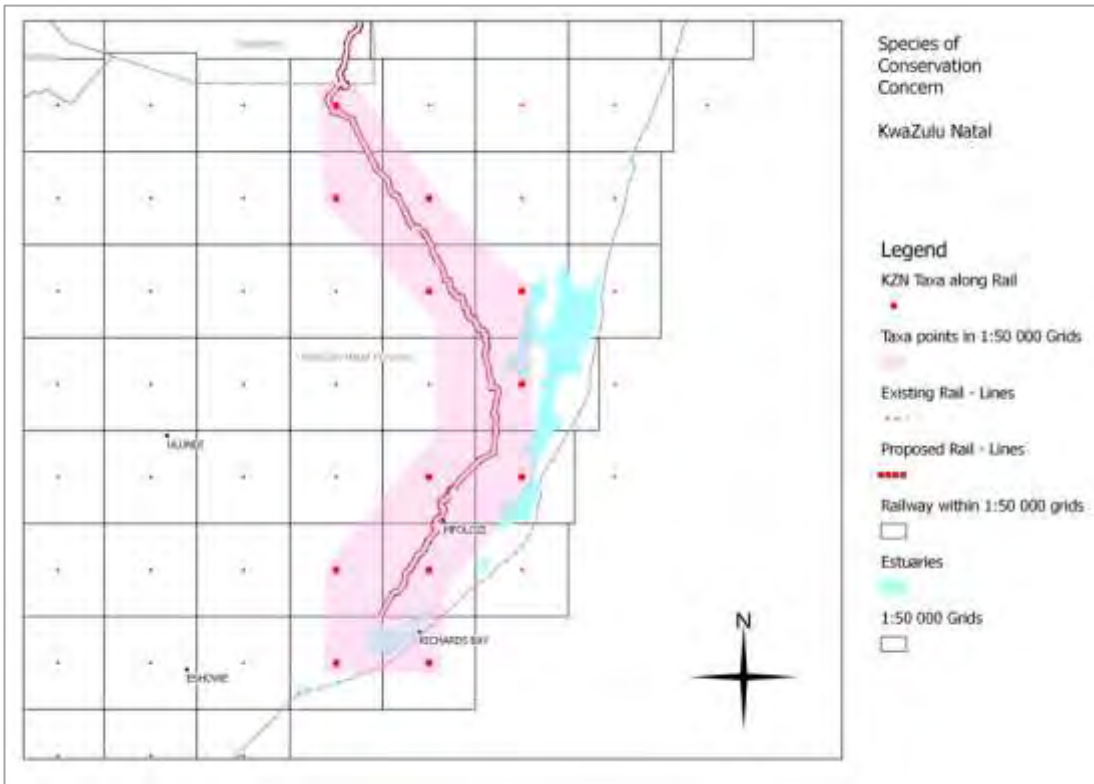 Species of
Conservation
Concern
KwaZulu Natal
Legend
KZN Taxa along Rail
Taxa points in 1:50 000 Grids
Existing Rail - Lines
Proposed Rail - Lines
Railway within 1:50 000 grids
Estuaries
1:50 000 Grids
N
ULUNDI
MFOLOZI
RICHARDS BAY
ESHOWE